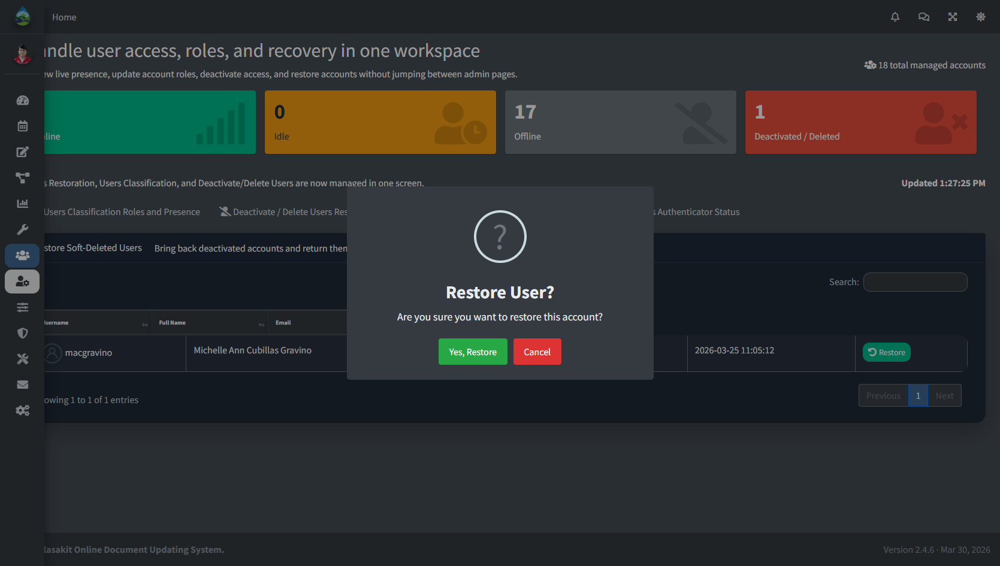 Home
ndle user access, roles, and recovery in one workspace
ew live presence, update account roles, deactivate access, and restore accounts without jumping between admin pages.
18 total managed accounts
line
0
Idle
17
Offline
1
Deactivated / Deleted
s Restoration, Users Classification, and Deactivate/Delete Users are now managed in one screen.
Updated 1:27:25 PM
Users Classification Roles and Presence
Deactivate / Delete Users Res
s Authenticator Status
store Soft-Deleted Users
Bring back deactivated accounts and return then
Search:
Username
Full Name
Email
macgravino
Michelle Ann Cubillas Gravino
2026-03-25 11:05:12
Restore
owing 1 to 1 of 1 entries
Previous
1
Next
?
Restore User?
Are you sure you want to restore this account?
Yes, Restore
Cancel
lasakit Online Document Updating System.
Version 2.4.6 · Mar 30, 2026